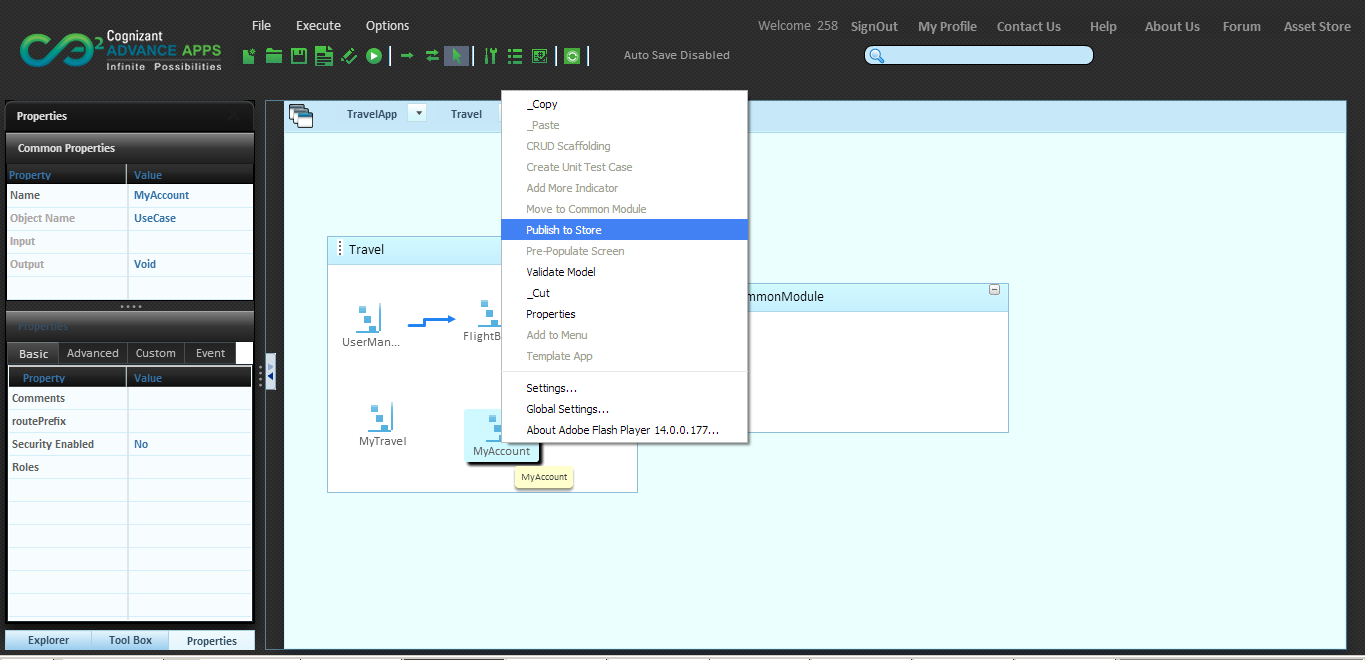 File Execute Options
Welcome 258 SignOut My Profile Contact Us Help About Us Forum Asset Store
Cognizant
ADVANCE APPS
Infinite Possibilities
Auto Save Disabled
Properties
Common Properties
Property Value
Name MyAccount
Object Name UseCase
Input
Output Void
Properties
Basic Advanced Custom Event
Property Value
Comments
routePrefix
Security Enabled No
Roles
Explorer Tool Box Properties
TravelApp Travel
Travel
UserMan...
FlightB
MyTravel
MyAccount
MyAccount
mmonModule
_Copy
_Paste
CRUD Scaffolding
Create Unit Test Case
Add More Indicator
Move to Common Module
Publish to Store
Pre-Populate Screen
Validate Model
_Cut
Properties
Add to Menu
Template App
Settings...
Global Settings...
About Adobe Flash Player 14.0.0.177...